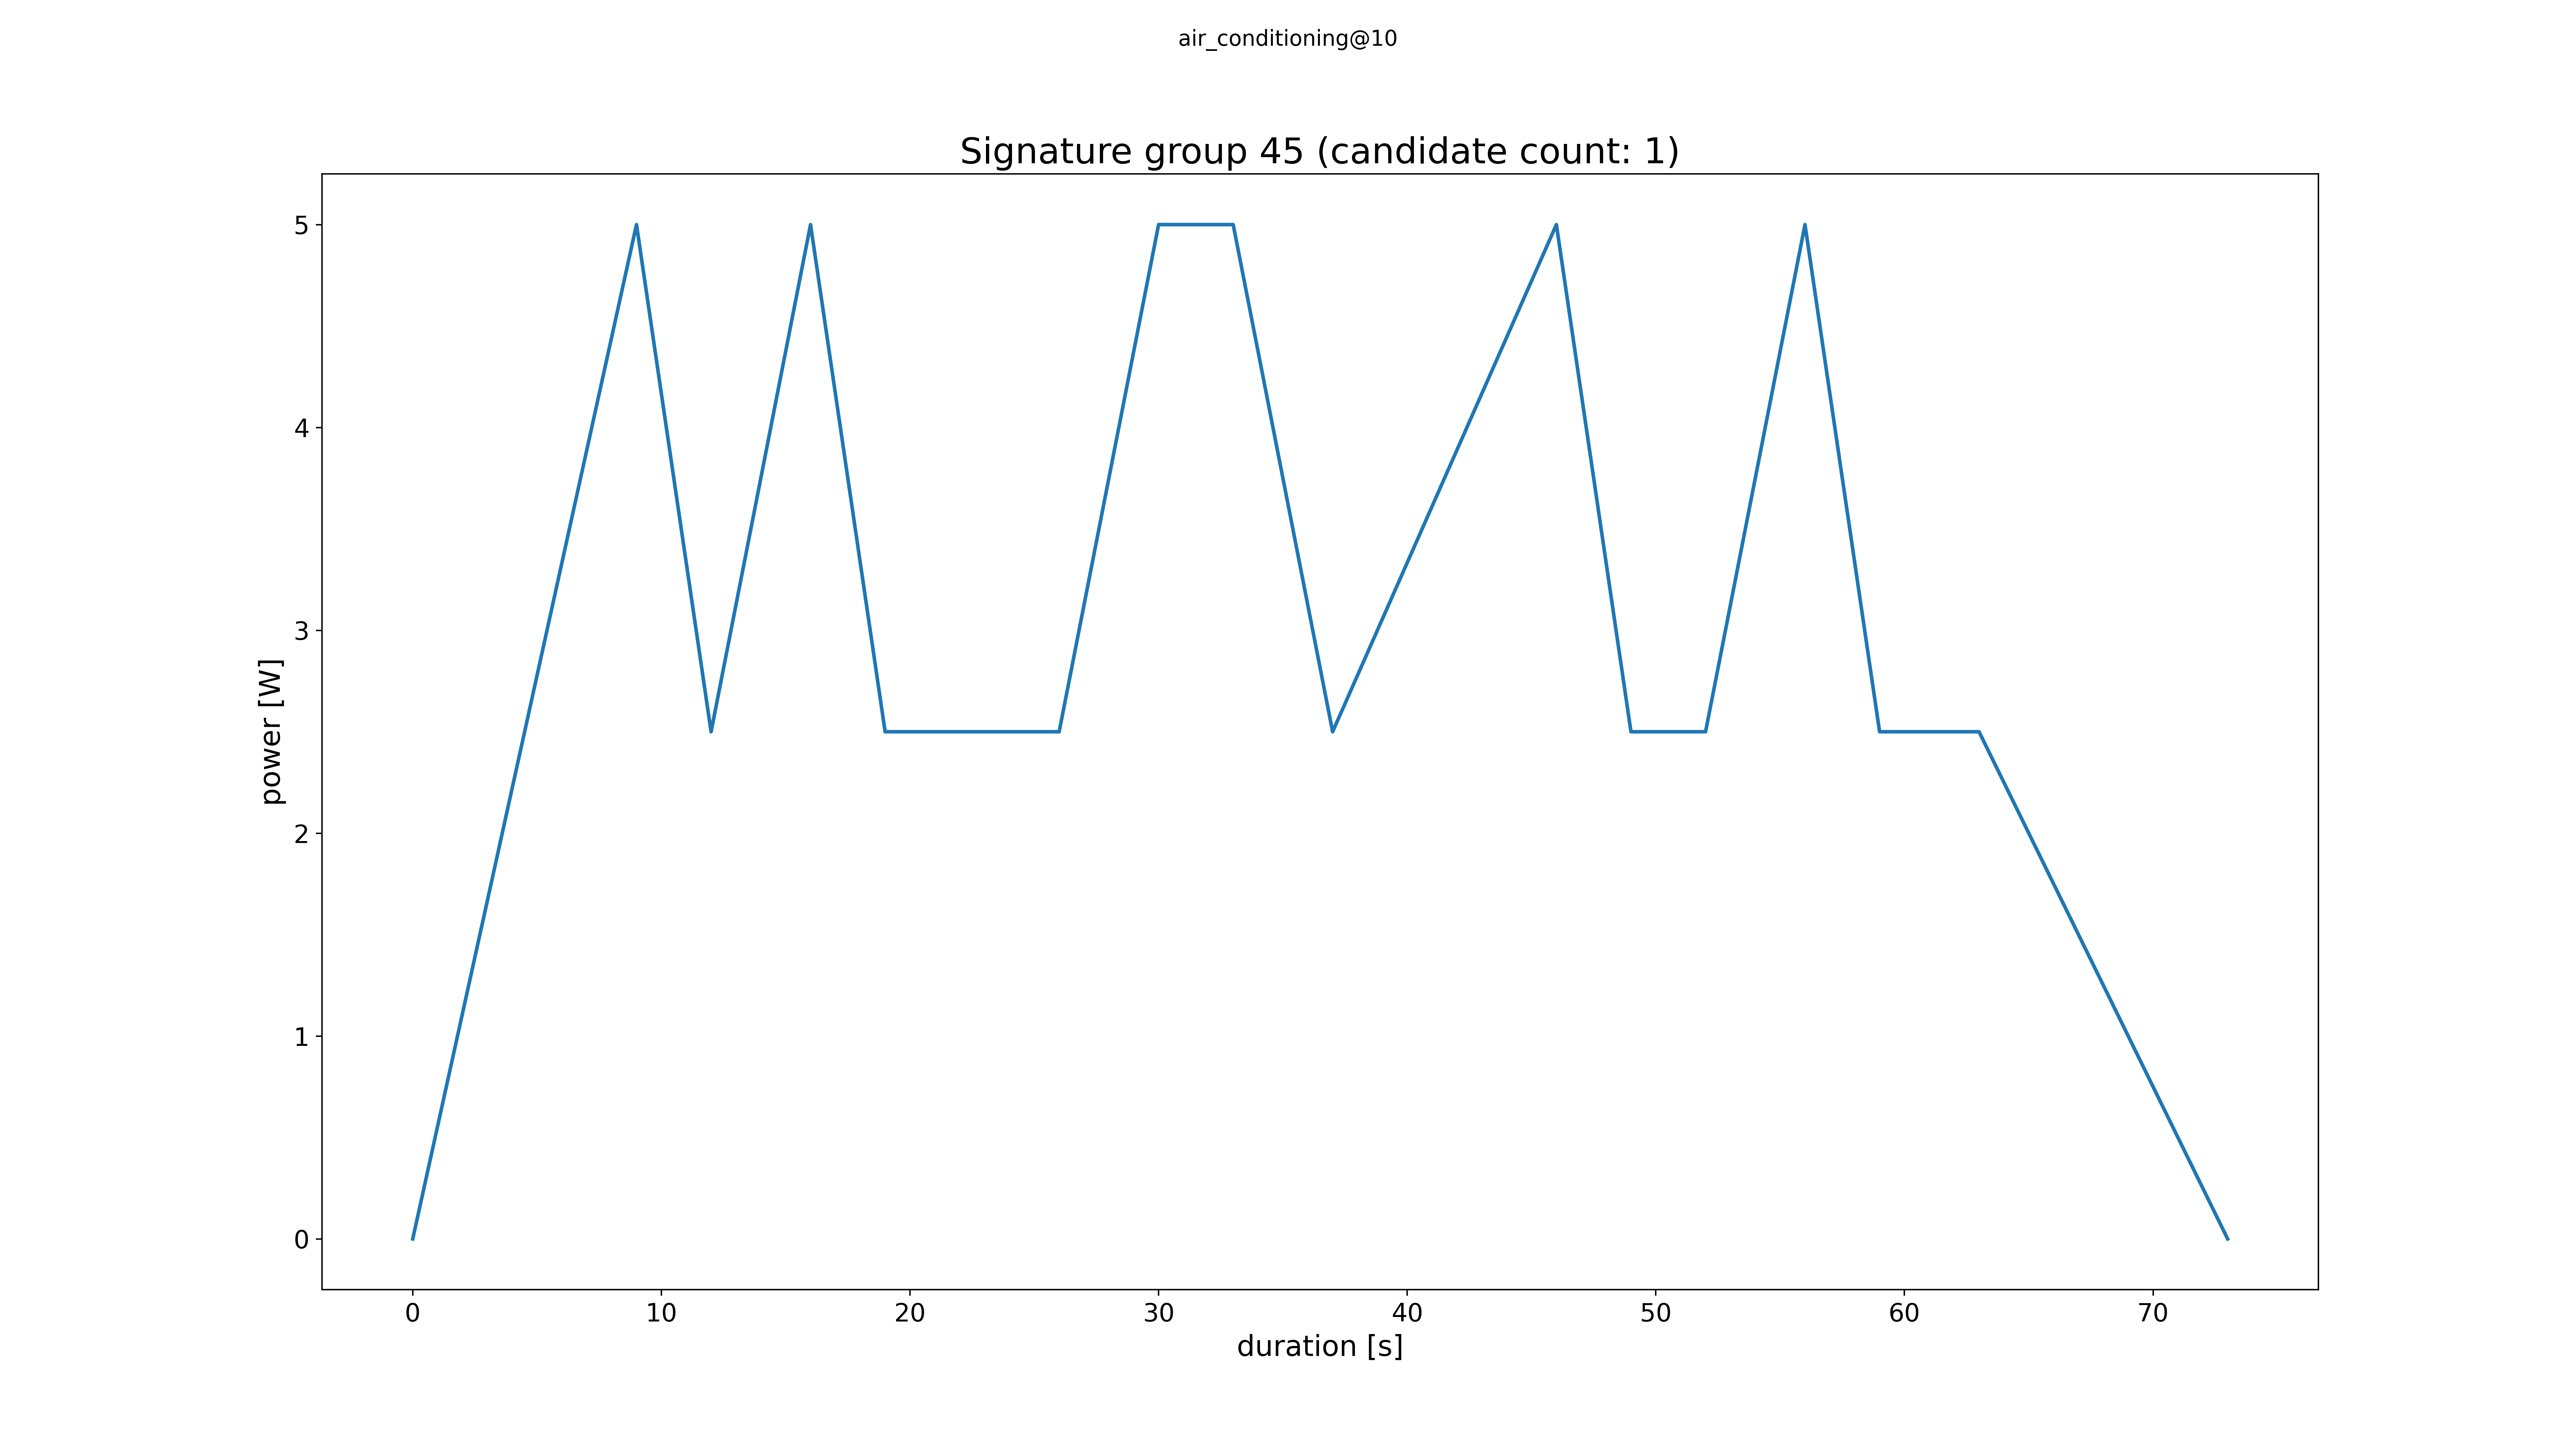 air_conditioning@10
Signature group 45 (candidate count: 1)
power [W]
5
4
3
2
1
0
0 10 20 30 40 50 60 70
duration [s]